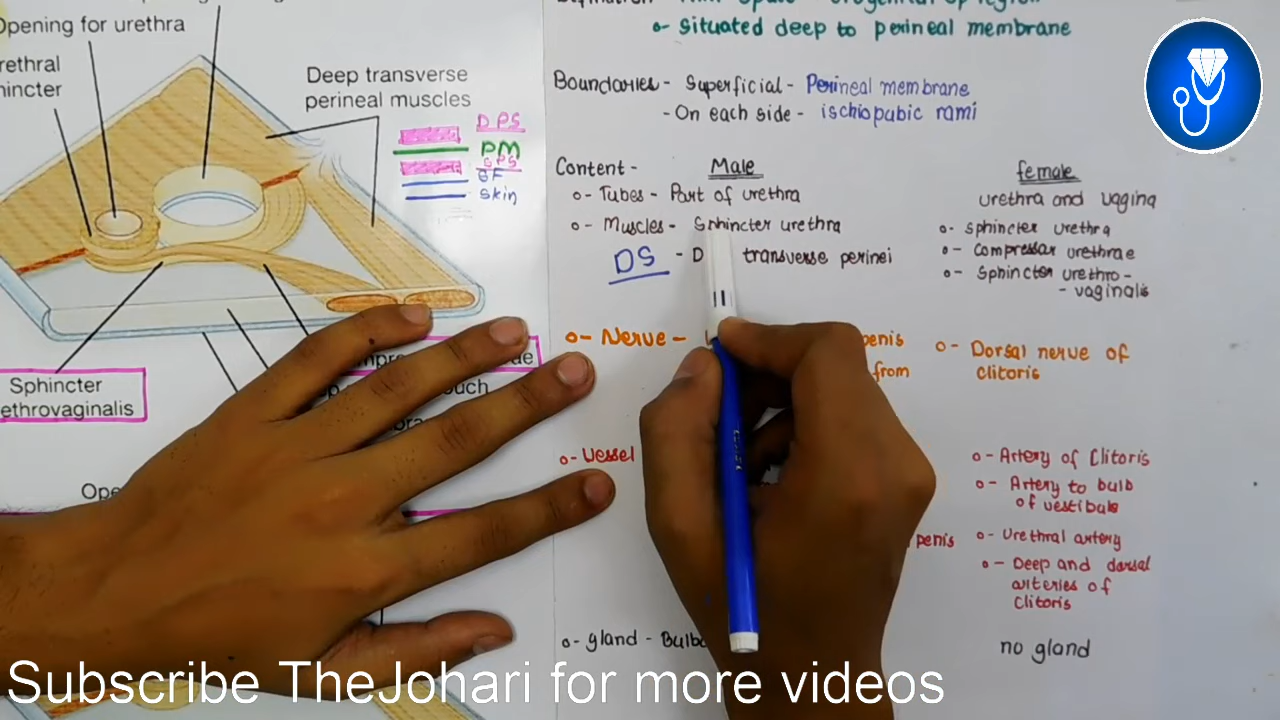 Opening for urethra
Deep transverse
perineal muscles
DPS
PM
SPS
SF
Skin
Sphincter
o- Situated deep to perineal membrane
Boundaries - Superficial - Perineal membrane
- On each side - ischiopubic rami
Content - Male
o- Tubes - Part of urethra
o- Muscles - Sphincter urethra
DS - D transverse perinei
o- Nerve -
penis
from
o- Vessel
penis
o- gland - Bulbo
female
urethra and vagina
o- sphincter urethra
o- Compressor urethrae
o- Sphincter urethro-
- vaginalis
o- Dorsal nerve of
clitoris
o- Artery of Clitoris
o- Artery to bulb
of vestibule
o- Urethral artery
o- Deep and dorsal
arteries of
Clitoris
no gland
Subscribe TheJohari for more videos